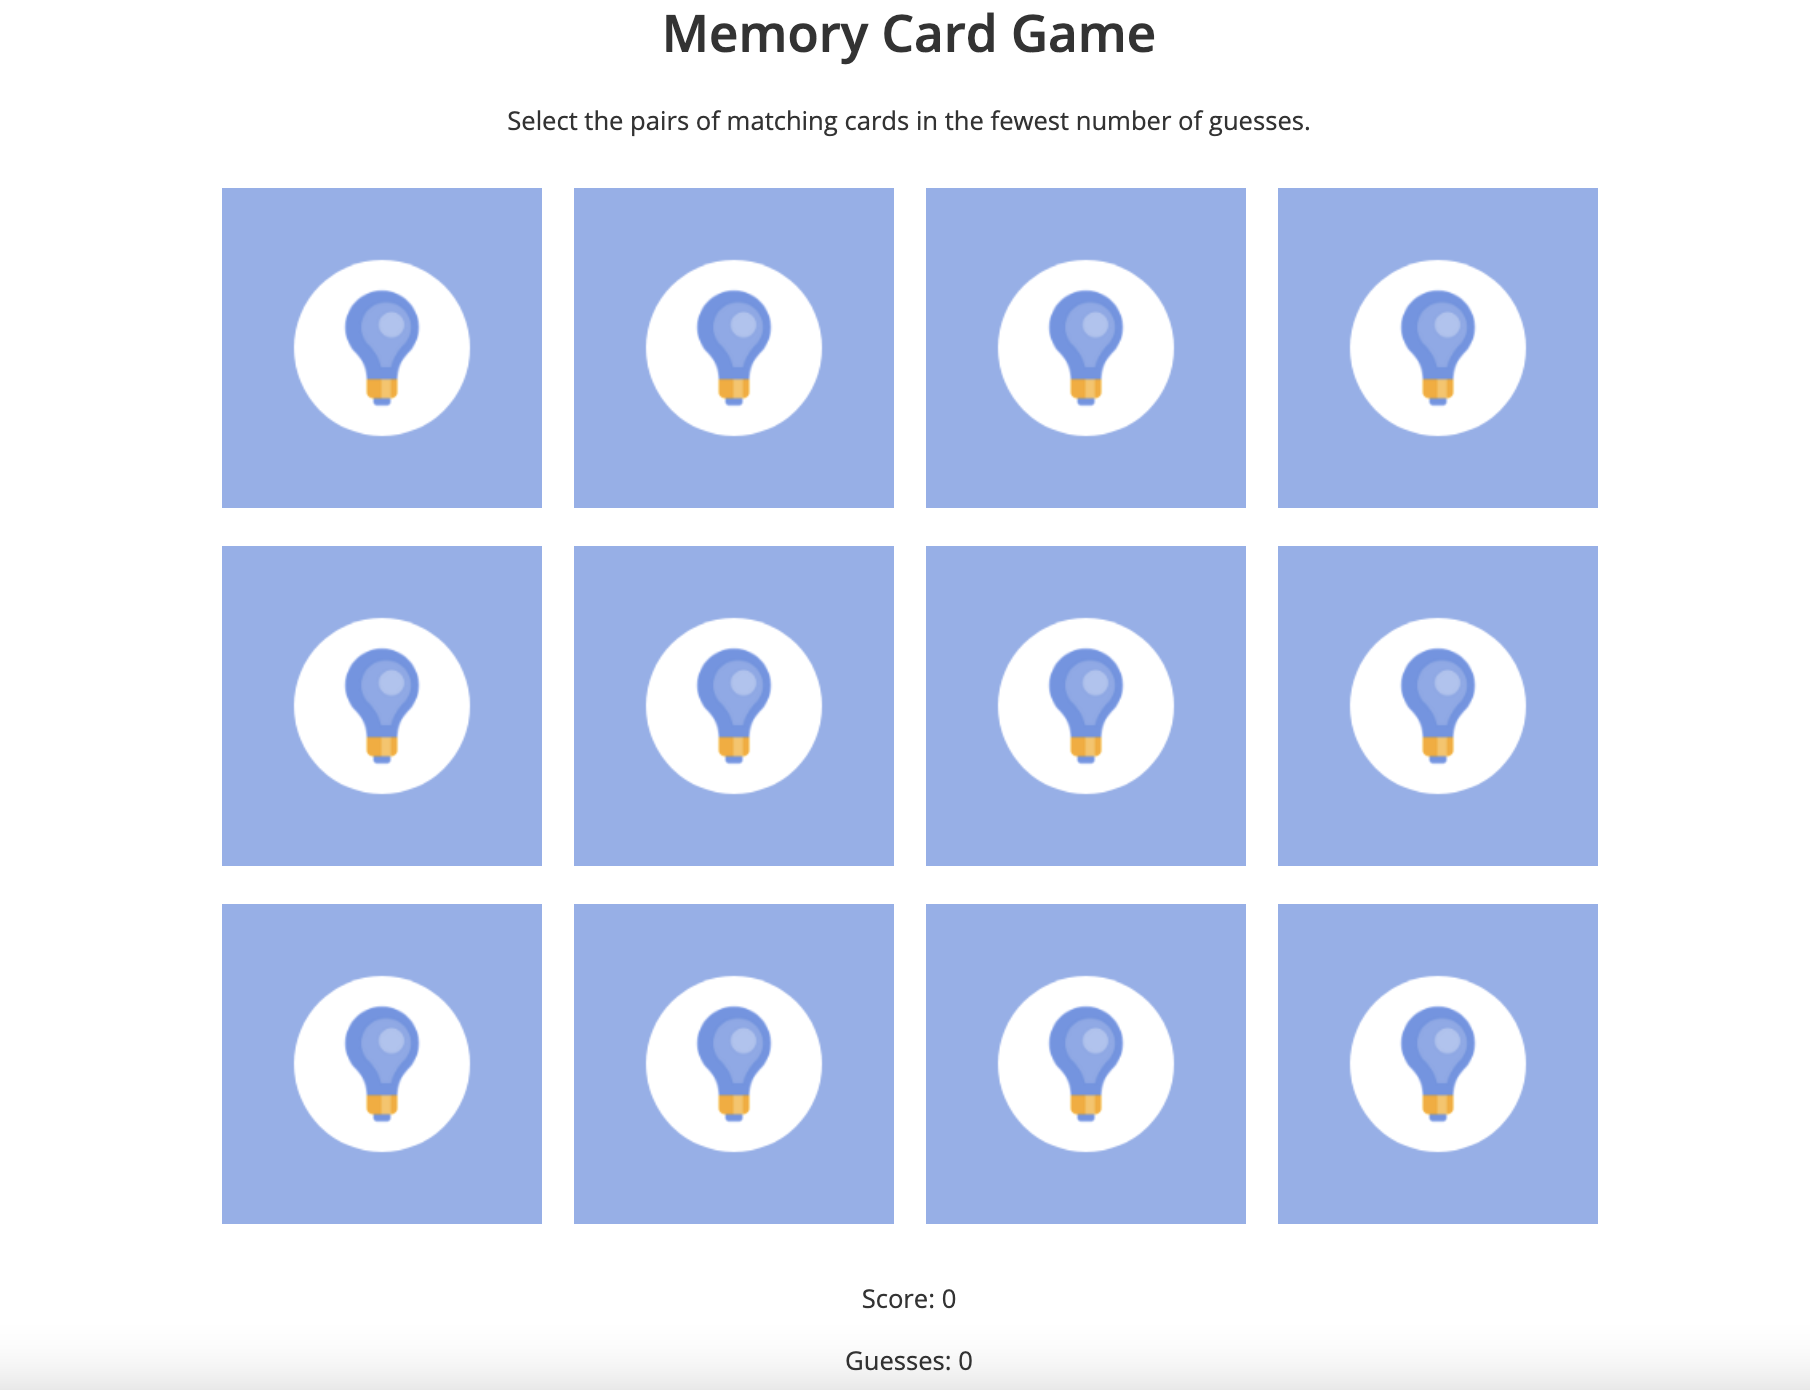 Memory Card Game
Select the pairs of matching cards in the fewest number of guesses.
Score: 0
Guesses: 0